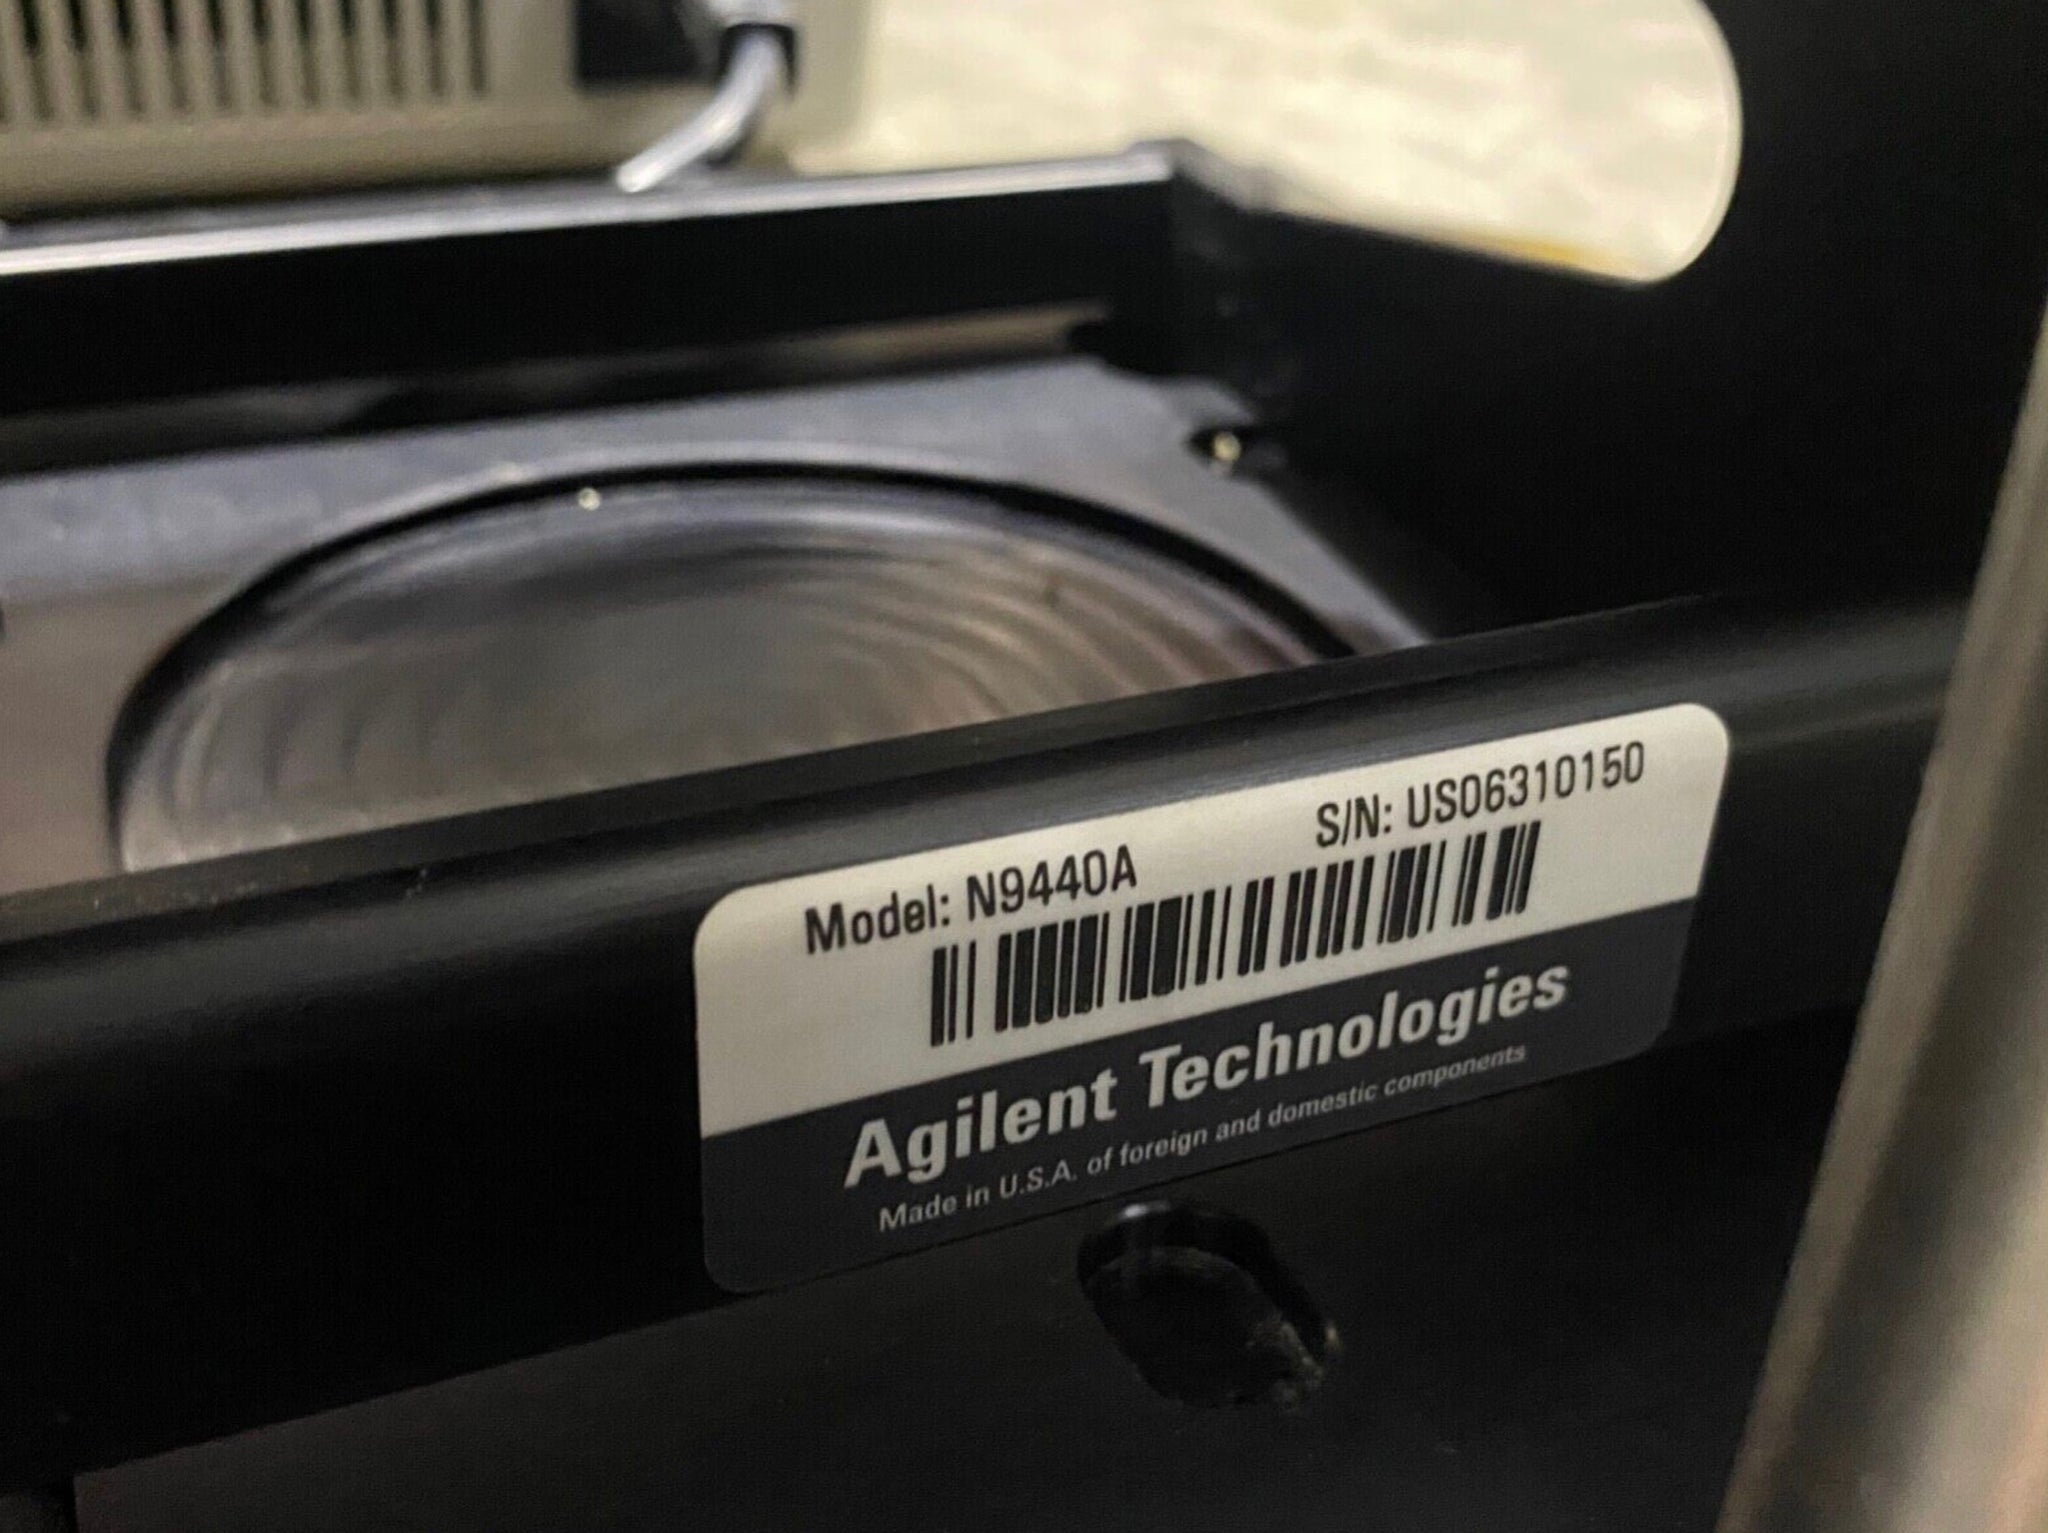 Model: N9440A
S/N: US06310150
Agilent Technologies
Made in U.S.A. of foreign and domestic components